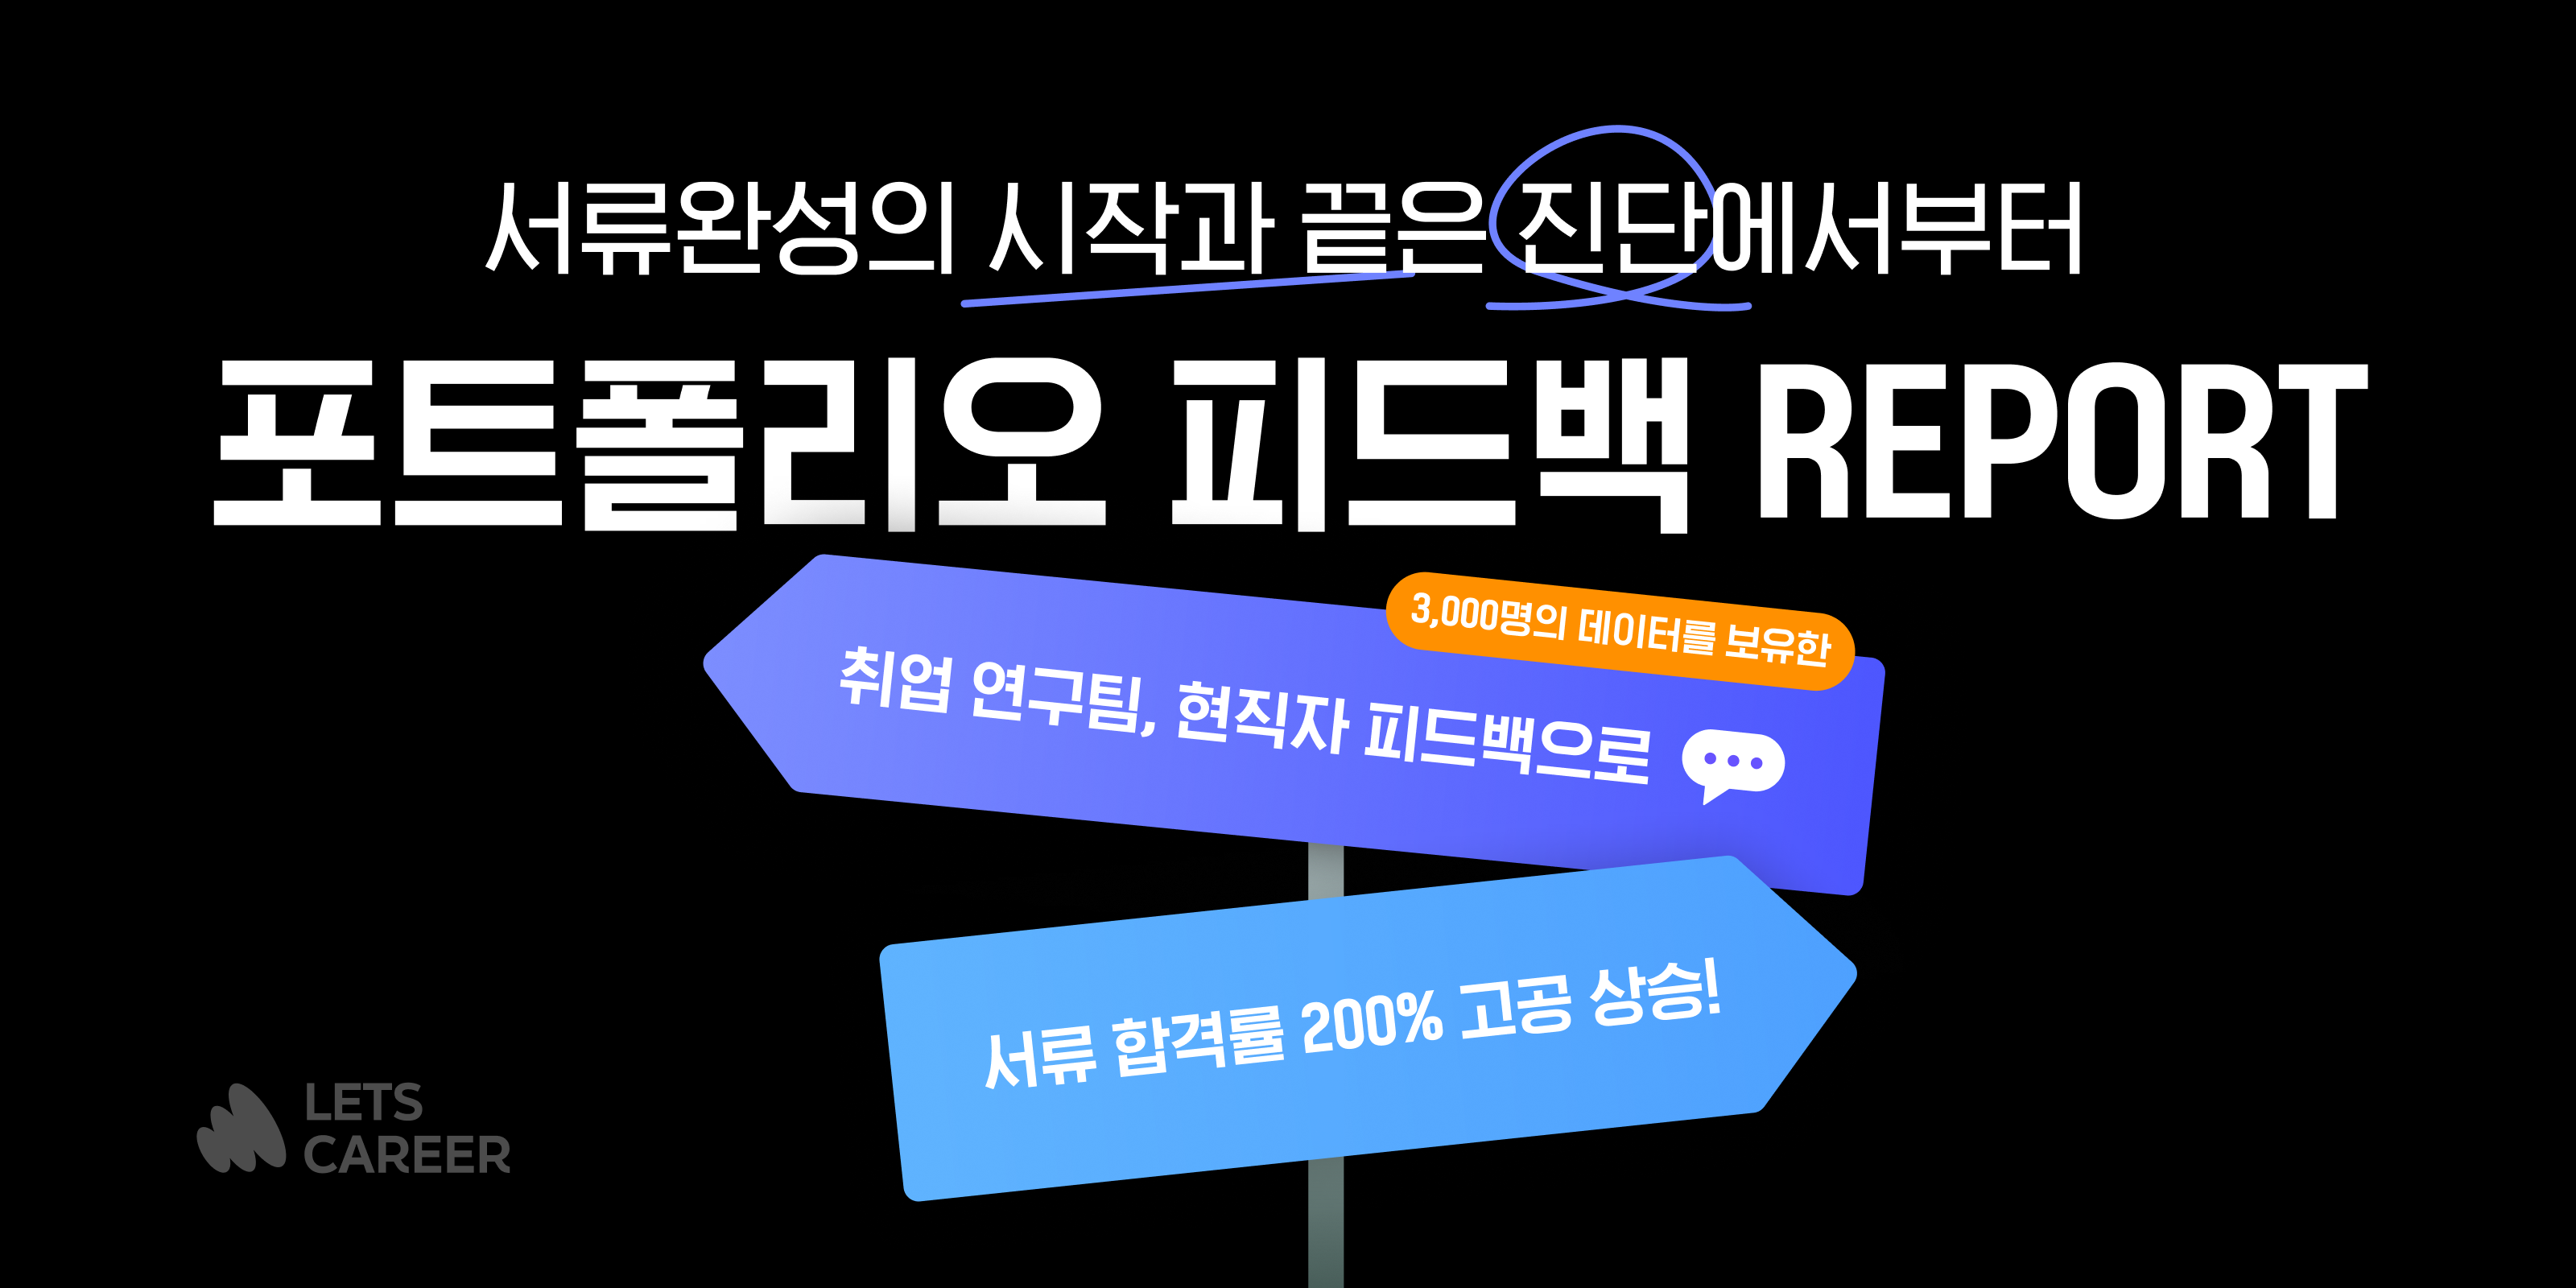 서류완성의 시작과 끝은 진단에서부터
포트폴리오 피드백 REPORT
3,000명의 데이터를 보유한
취업 연구팀, 현직자 피드백으로
서류 합격률 200% 고공 상승!
LETS
CAREER